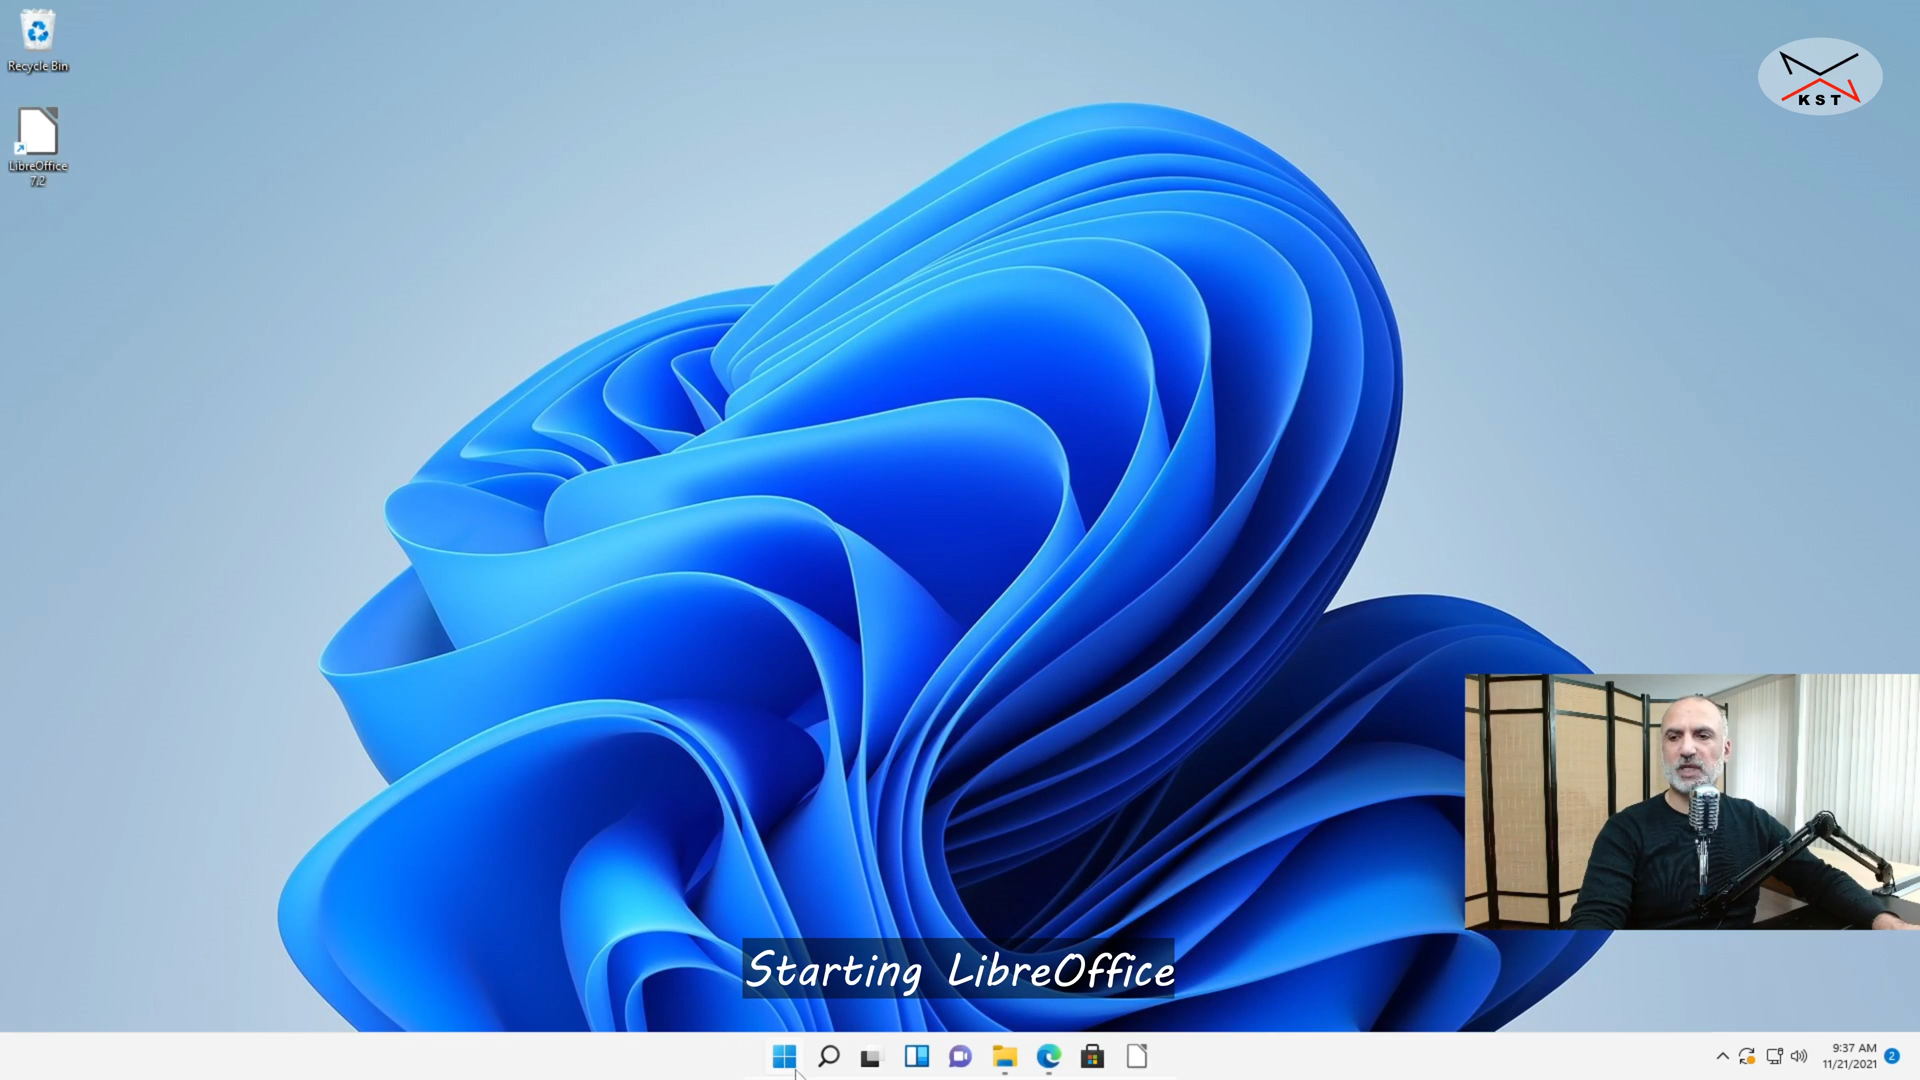 Recycle Bin
KST
LibreOffice
7.2
Starting LibreOffice
9:37 AM
11/21/2021
2